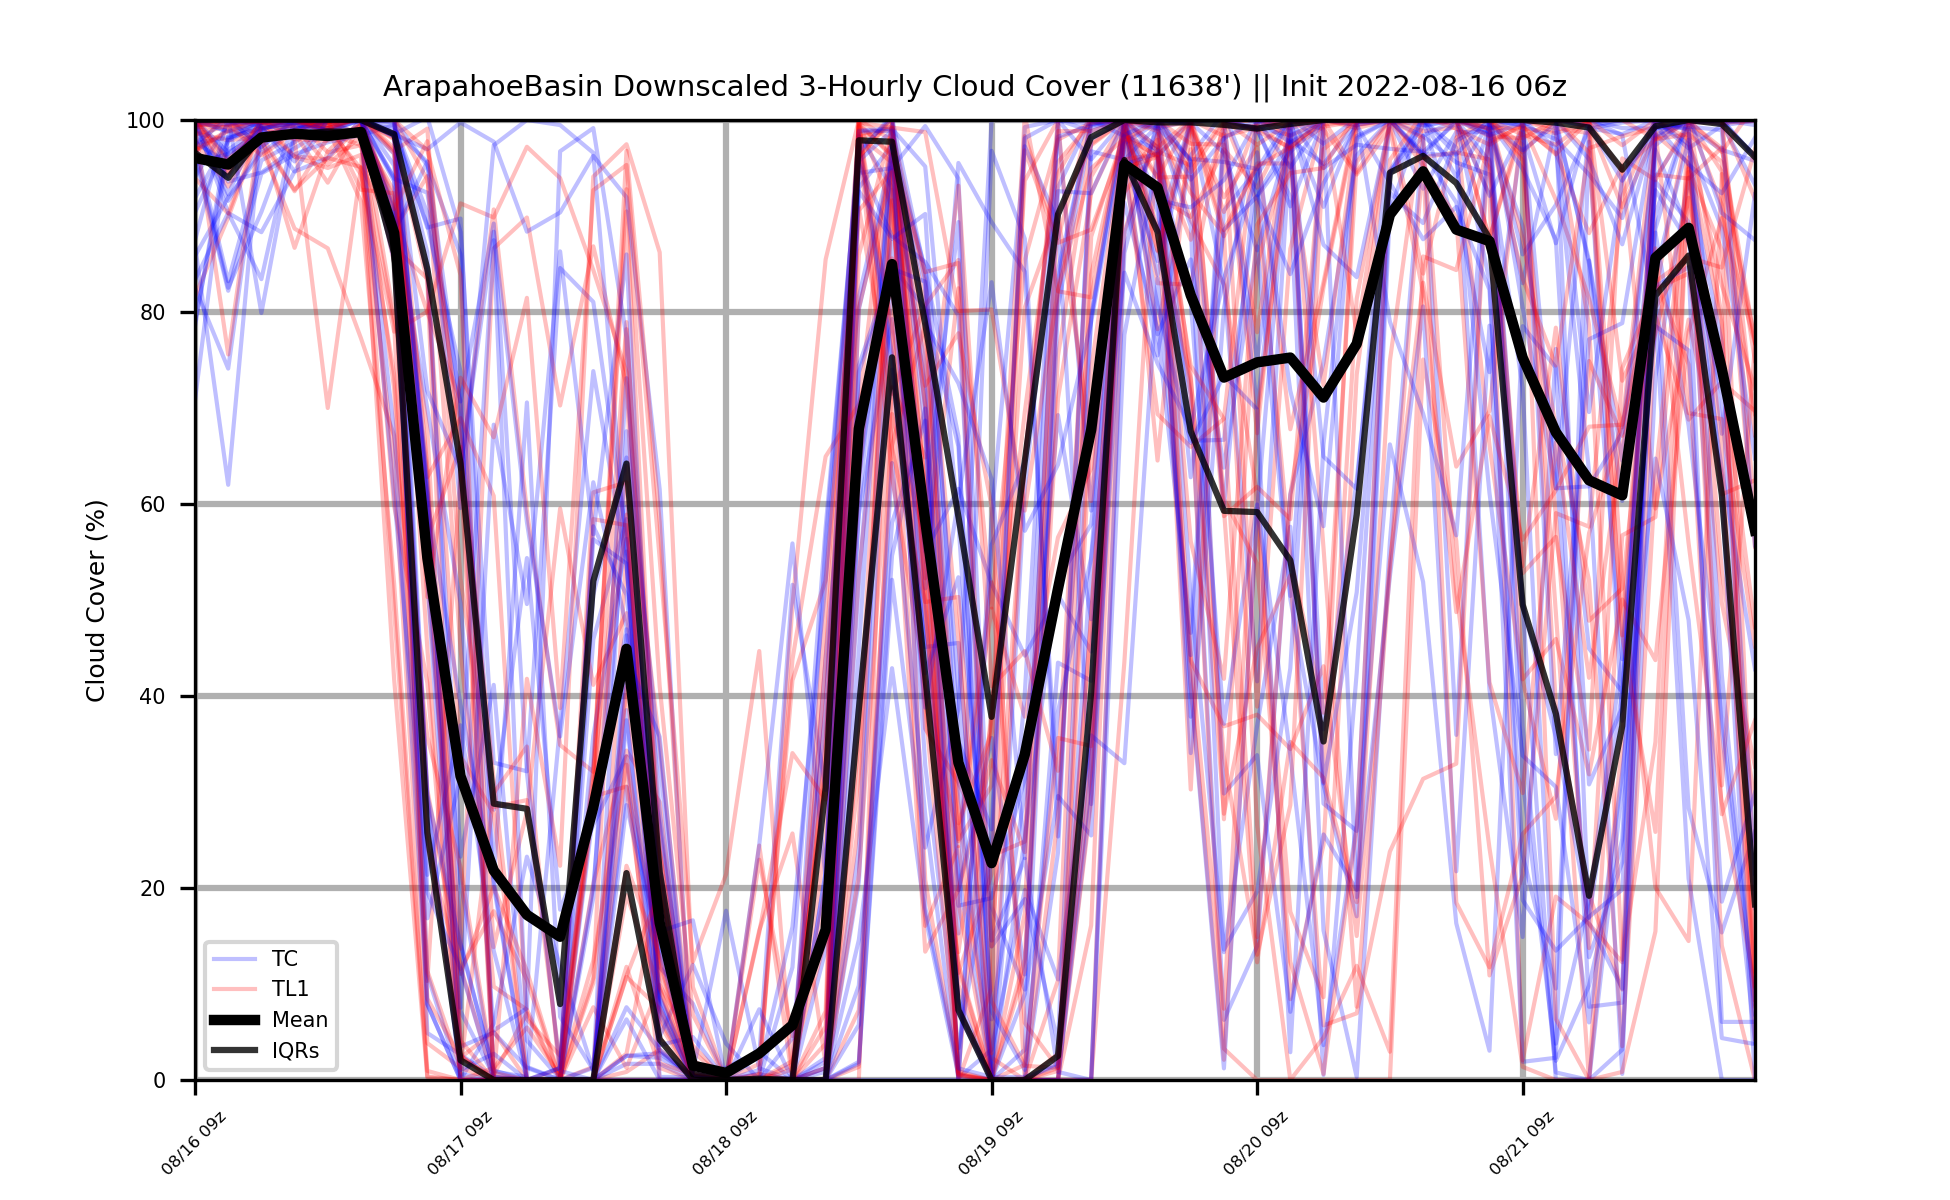 ArapahoeBasin Downscaled 3-Hourly Cloud Cover (11638') || Init 2022-08-16 06z
Cloud Cover (%)
100
80
60
40
20
0
TC
TL1
Mean
IQRs
08/16 09z
08/17 09z
08/18 09z
08/19 09z
08/20 09z
08/21 09z